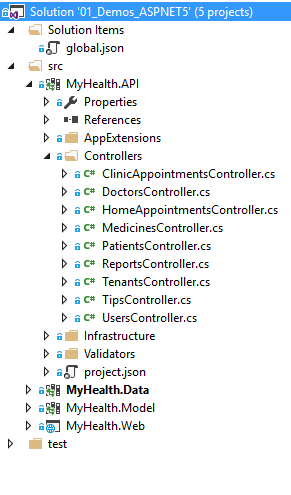 Solution '01_Demos_ASPNET5' (5 projects)
Solution Items
global.json
src
MyHealth.API
Properties
References
AppExtensions
Controllers
C# ClinicAppointmentsController.cs
C# DoctorsController.cs
C# HomeAppointmentsController.cs
C# MedicinesController.cs
C# PatientsController.cs
C# ReportsController.cs
C# TenantsController.cs
C# TipsController.cs
C# UsersController.cs
Infrastructure
Validators
project.json
MyHealth.Data
MyHealth.Model
MyHealth.Web
test